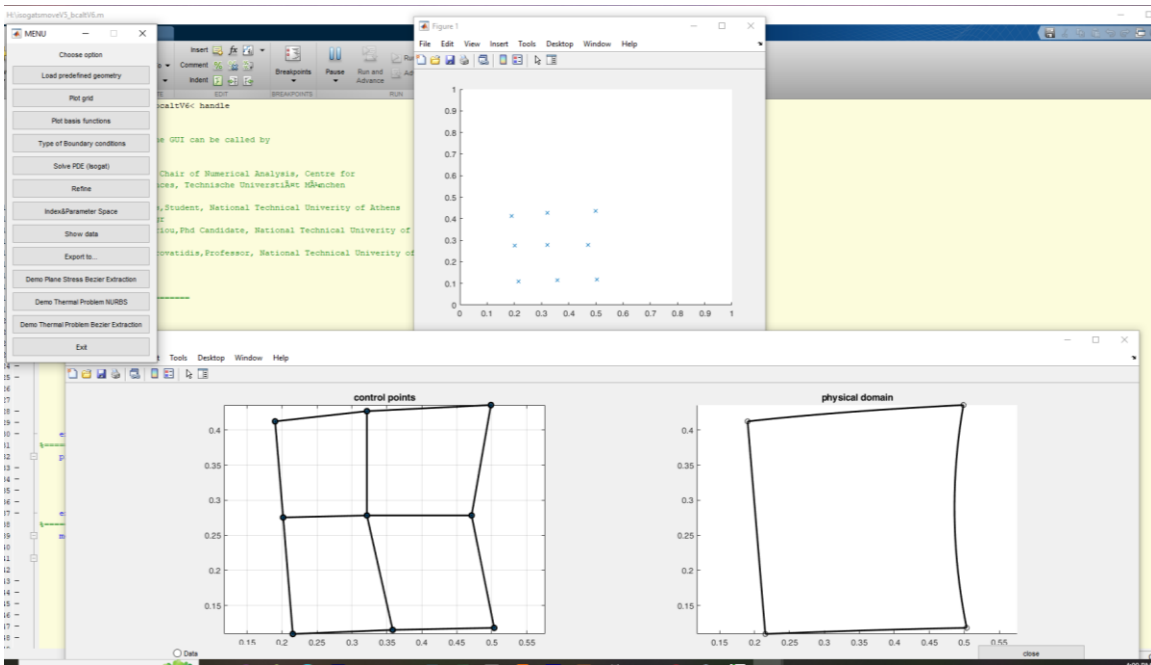 H:\isogatsmoveV5_bcaltV6.m
MENU
Choose option
Load predefined geometry
Plot grid
Plot basis functions
Type of Boundary conditions
Solve PDE (Isogat)
Refine
Index&Parameter Space
Show data
Export to...
Demo Plane Stress Bezier Extraction
Demo Thermal Problem NURBS
Demo Thermal Problem Bezier Extraction
Exit
Insert fx
Comment %
Indent
EDIT
Breakpoints
BREAKPOINTS
Pause
Run and
Advance
RUN
bcaltV6< handle
GUI can be called by
Chair of Numerical Analysis, Centre for
Technische Universtität München
Student, National Technical Univerity of Athens
Phd Candidate, National Technical Univerity of
Professor, National Technical Univerity of
Figure 1
File Edit View Insert Tools Desktop Window Help
1
0.9
0.8
0.7
0.6
0.5
0.4
0.3
0.2
0.1
0
0 0.1 0.2 0.3 0.4 0.5 0.6 0.7 0.8 0.9 1
Tools Desktop Window Help
control points
0.4
0.35
0.3
0.25
0.2
0.15
0.15 0.2 0.25 0.3 0.35 0.4 0.45 0.5 0.55
physical domain
0.4
0.35
0.3
0.25
0.2
0.15
0.15 0.2 0.25 0.3 0.35 0.4 0.45 0.5 0.55
Data
close